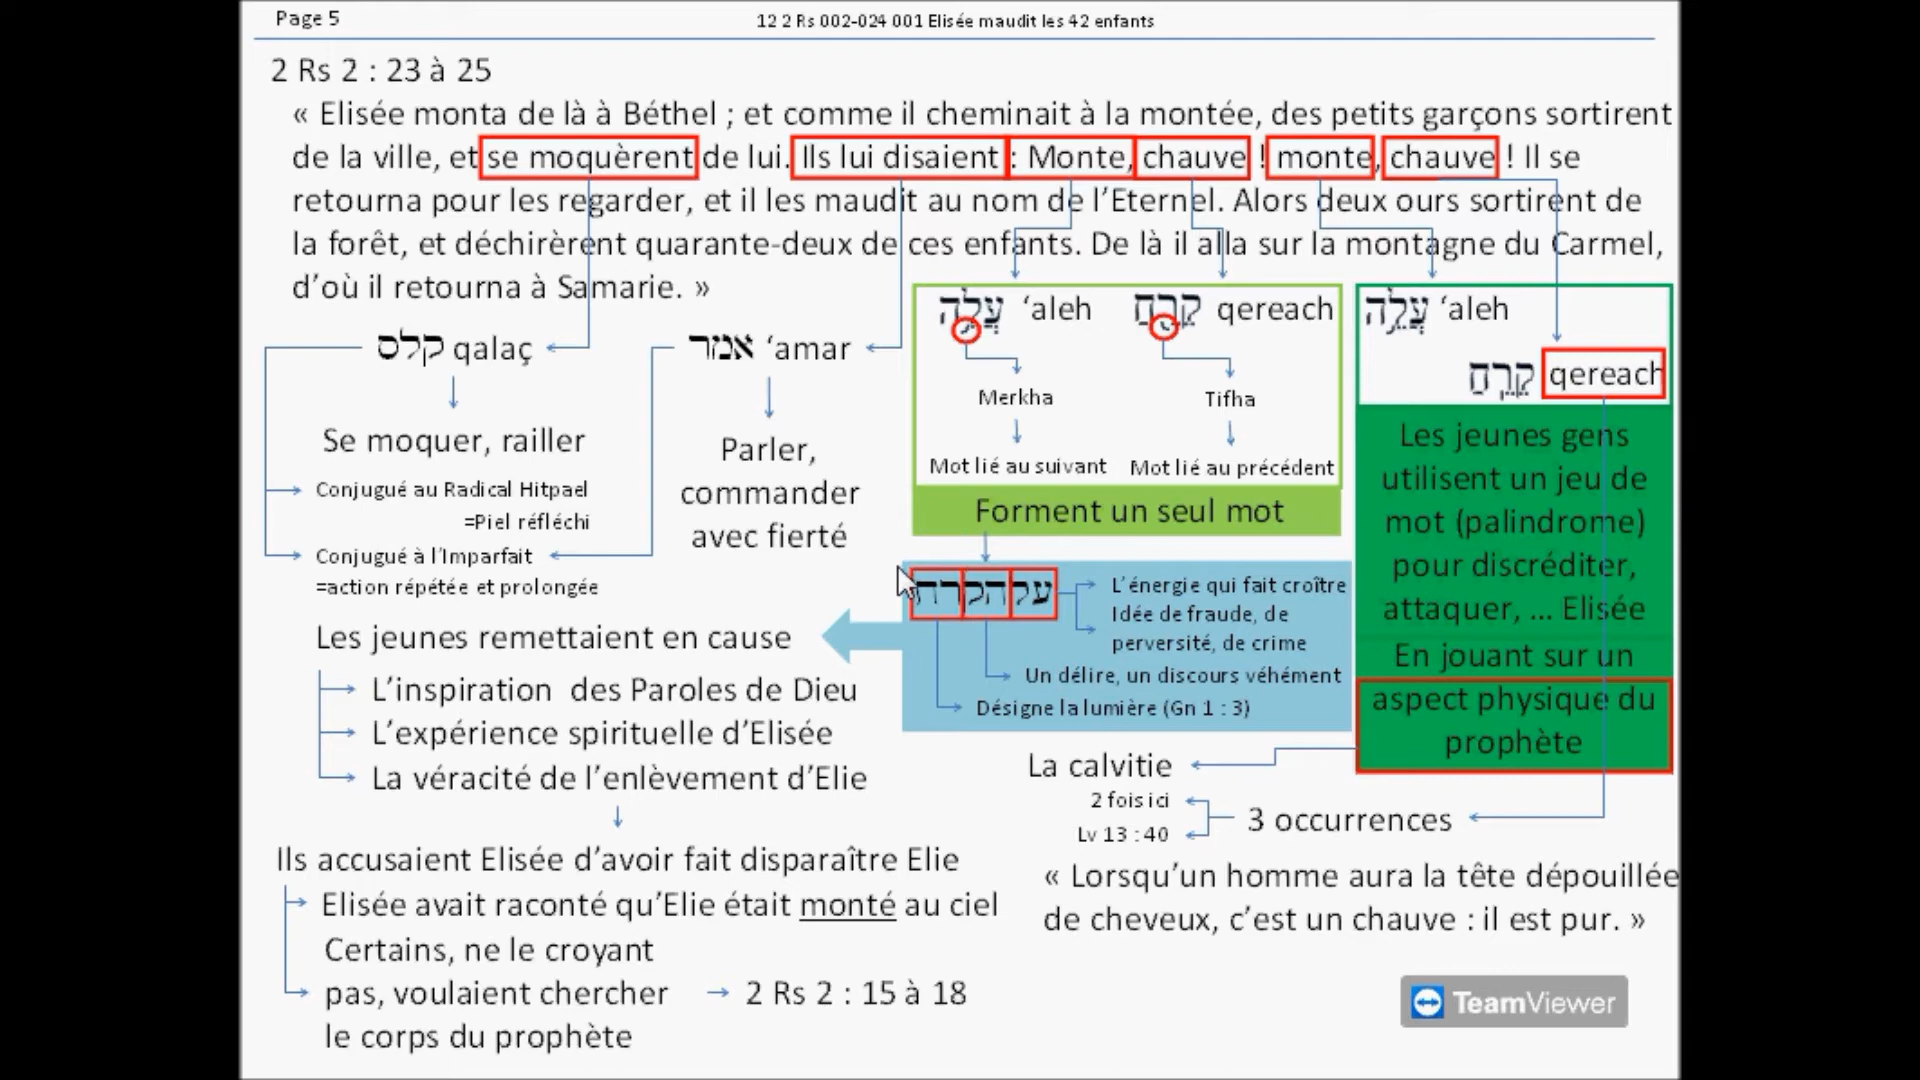 Page 5
12 2 Rs 002-024 001 Elisée maudit les 42 enfants
2 Rs 2 : 23 à 25
« Elisée monta de là à Béthel ; et comme il cheminait à la montée, des petits garçons sortirent
de la ville, et se moquèrent de lui. Ils lui disaient : Monte, chauve ! monte, chauve ! Il se
retourna pour les regarder, et il les maudit au nom de l’Eternel. Alors deux ours sortirent de
la forêt, et déchirèrent quarante-deux de ces enfants. De là il alla sur la montagne du Carmel,
d’où il retourna à Samarie. »
קלס qalaç
Se moquer, railler
Conjugué au Radical Hitpael
=Piel réfléchi
Conjugué à l’Imparfait
=action répétée et prolongée
אמר ‘amar
Parler,
commander
avec fierté
עֲלֵ֥ה ‘aleh
קֵרֵ֖חַ qereach
Merkha
Tifha
Mot lié au suivant
Mot lié au précédent
Forment un seul mot
עלהקרח
L’énergie qui fait croître
Idée de fraude, de
perversité, de crime
Un délire, un discours véhément
Désigne la lumière (Gn 1 : 3)
עֲלֵ֥ה ‘aleh
קֵרֵֽחַ qereach
Les jeunes gens
utilisent un jeu de
mot (palindrome)
pour discréditer,
attaquer, ... Elisée
En jouant sur un
aspect physique du
prophète
Les jeunes remettaient en cause
L’inspiration des Paroles de Dieu
L’expérience spirituelle d’Elisée
La véracité de l’enlèvement d’Elie
Ils accusaient Elisée d’avoir fait disparaître Elie
Elisée avait raconté qu’Elie était monté au ciel
Certains, ne le croyant
pas, voulaient chercher
le corps du prophète
2 Rs 2 : 15 à 18
La calvitie
2 fois ici
Lv 13 : 40
3 occurrences
« Lorsqu’un homme aura la tête dépouillée
de cheveux, c’est un chauve : il est pur. »
TeamViewer